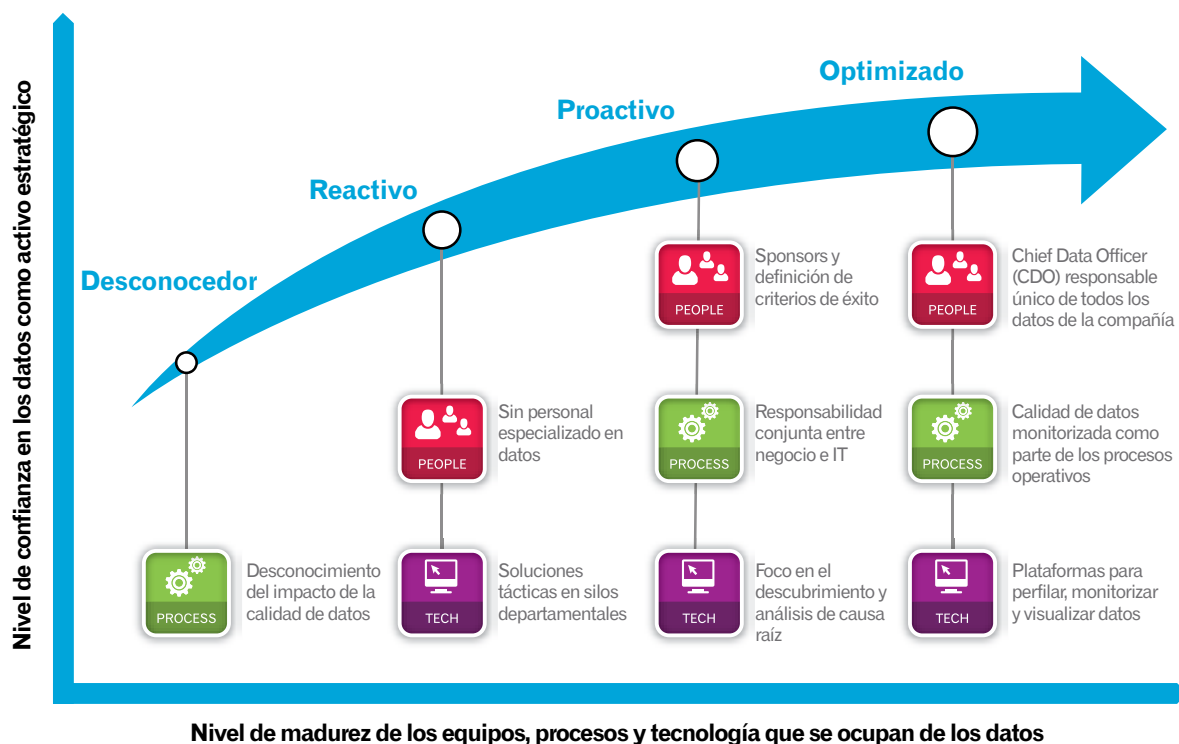 Nivel de confianza en los datos como activo estratégico
Optimizado
Proactivo
Reactivo
Desconocedor
PEOPLE
Sponsors y
definición de
criterios de éxito
PEOPLE
Chief Data Officer
(CDO) responsable
único de todos los
datos de la compañía
PEOPLE
Sin personal
especializado en
datos
PROCESS
Responsabilidad
conjunta entre
negocio e IT
PROCESS
Calidad de datos
monitorizada como
parte de los procesos
operativos
PROCESS
Desconocimiento
del impacto de la
calidad de datos
TECH
Soluciones
tácticas en silos
departamentales
TECH
Foco en el
descubrimiento y
análisis de causa
raíz
TECH
Plataformas para
perfilar, monitorizar
y visualizar datos
Nivel de madurez de los equipos, procesos y tecnología que se ocupan de los datos